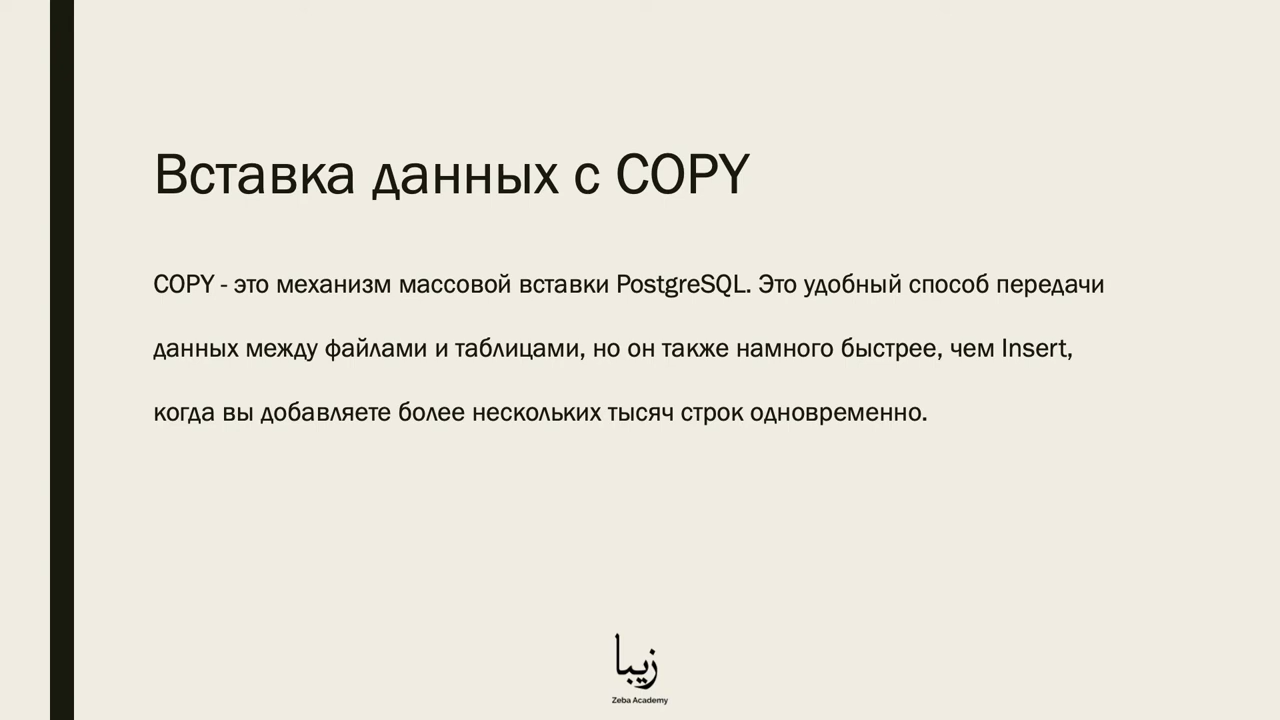 Вставка данных с COPY
COPY - это механизм массовой вставки PostgreSQL. Это удобный способ передачи
данных между файлами и таблицами, но он также намного быстрее, чем Insert,
когда вы добавляете более нескольких тысяч строк одновременно.
زیبا
Zeba Academy